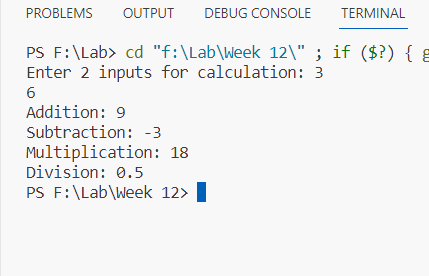 PROBLEMS OUTPUT DEBUG CONSOLE TERMINAL
PS F:\Lab> cd "f:\Lab\Week 12\" ; if ($?) { g
Enter 2 inputs for calculation: 3
6
Addition: 9
Subtraction: -3
Multiplication: 18
Division: 0.5
PS F:\Lab\Week 12>